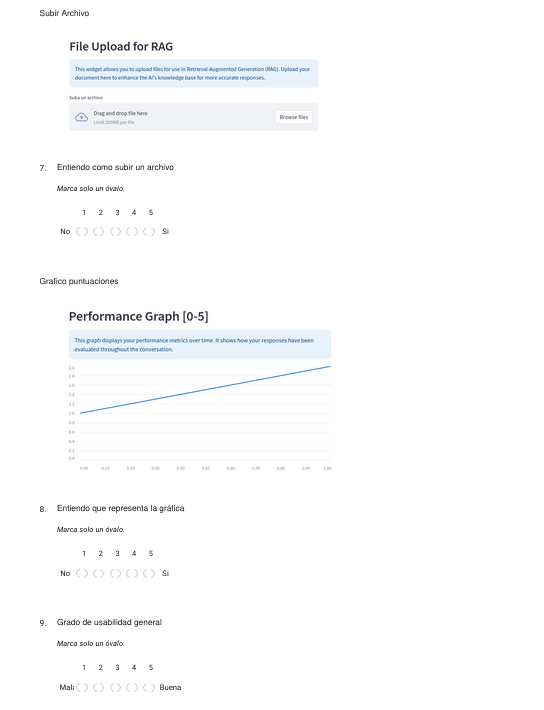 Subir Archivo
File Upload for RAG
This widget allows you to upload files for use in Retrieval-Augmented Generation (RAG). Upload your
document here to enhance the AI's knowledge base for more accurate responses.
Suba un archivo
Drag and drop file here
Limit 200MB per file
Browse files
7. Entiendo como subir un archivo
Marca solo un óvalo.
1 2 3 4 5
No Si
Grafico puntuaciones
Performance Graph [0-5]
This graph displays your performance metrics over time. It shows how your responses have been
evaluated throughout the conversation.
2.0
1.8
1.6
1.4
1.2
1.0
0.8
0.6
0.4
0.2
0.0
0.00 0.10 0.20 0.30 0.40 0.50 0.60 0.70 0.80 0.90 1.00
8. Entiendo que representa la gráfica
Marca solo un óvalo.
1 2 3 4 5
No Si
9. Grado de usabilidad general
Marca solo un óvalo.
1 2 3 4 5
Mala Buena